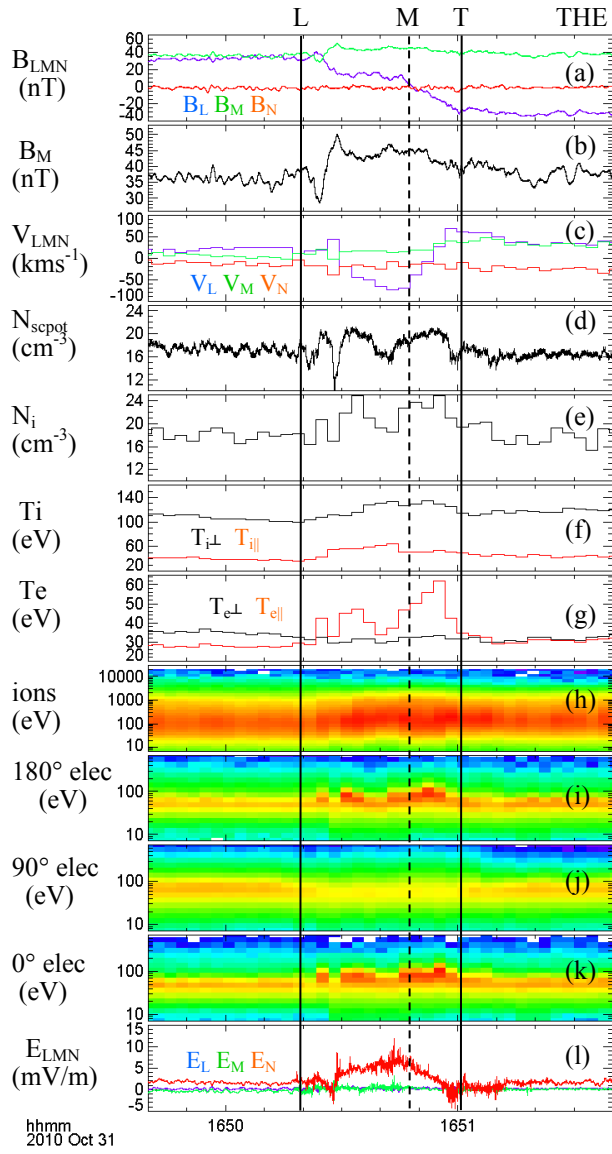 L M T THE
B_LMN (nT)
60
40
20
0
-20
-40
B_L B_M B_N
(a)
B_M (nT)
50
45
40
35
30
(b)
V_LMN (kms⁻¹)
100
50
0
-50
-100
V_L V_M V_N
(c)
N_scpot (cm⁻³)
24
20
16
12
(d)
N_i (cm⁻³)
24
20
16
12
(e)
Ti (eV)
140
100
60
20
T_i⊥ T_i||
(f)
Te (eV)
60
50
40
30
20
T_e⊥ T_e||
(g)
ions (eV)
10000
1000
100
10
(h)
180° elec (eV)
100
10
(i)
90° elec (eV)
100
10
(j)
0° elec (eV)
100
10
(k)
E_LMN (mV/m)
15
10
5
0
-5
E_L E_M E_N
(l)
hhmm 1650 1651
2010 Oct 31